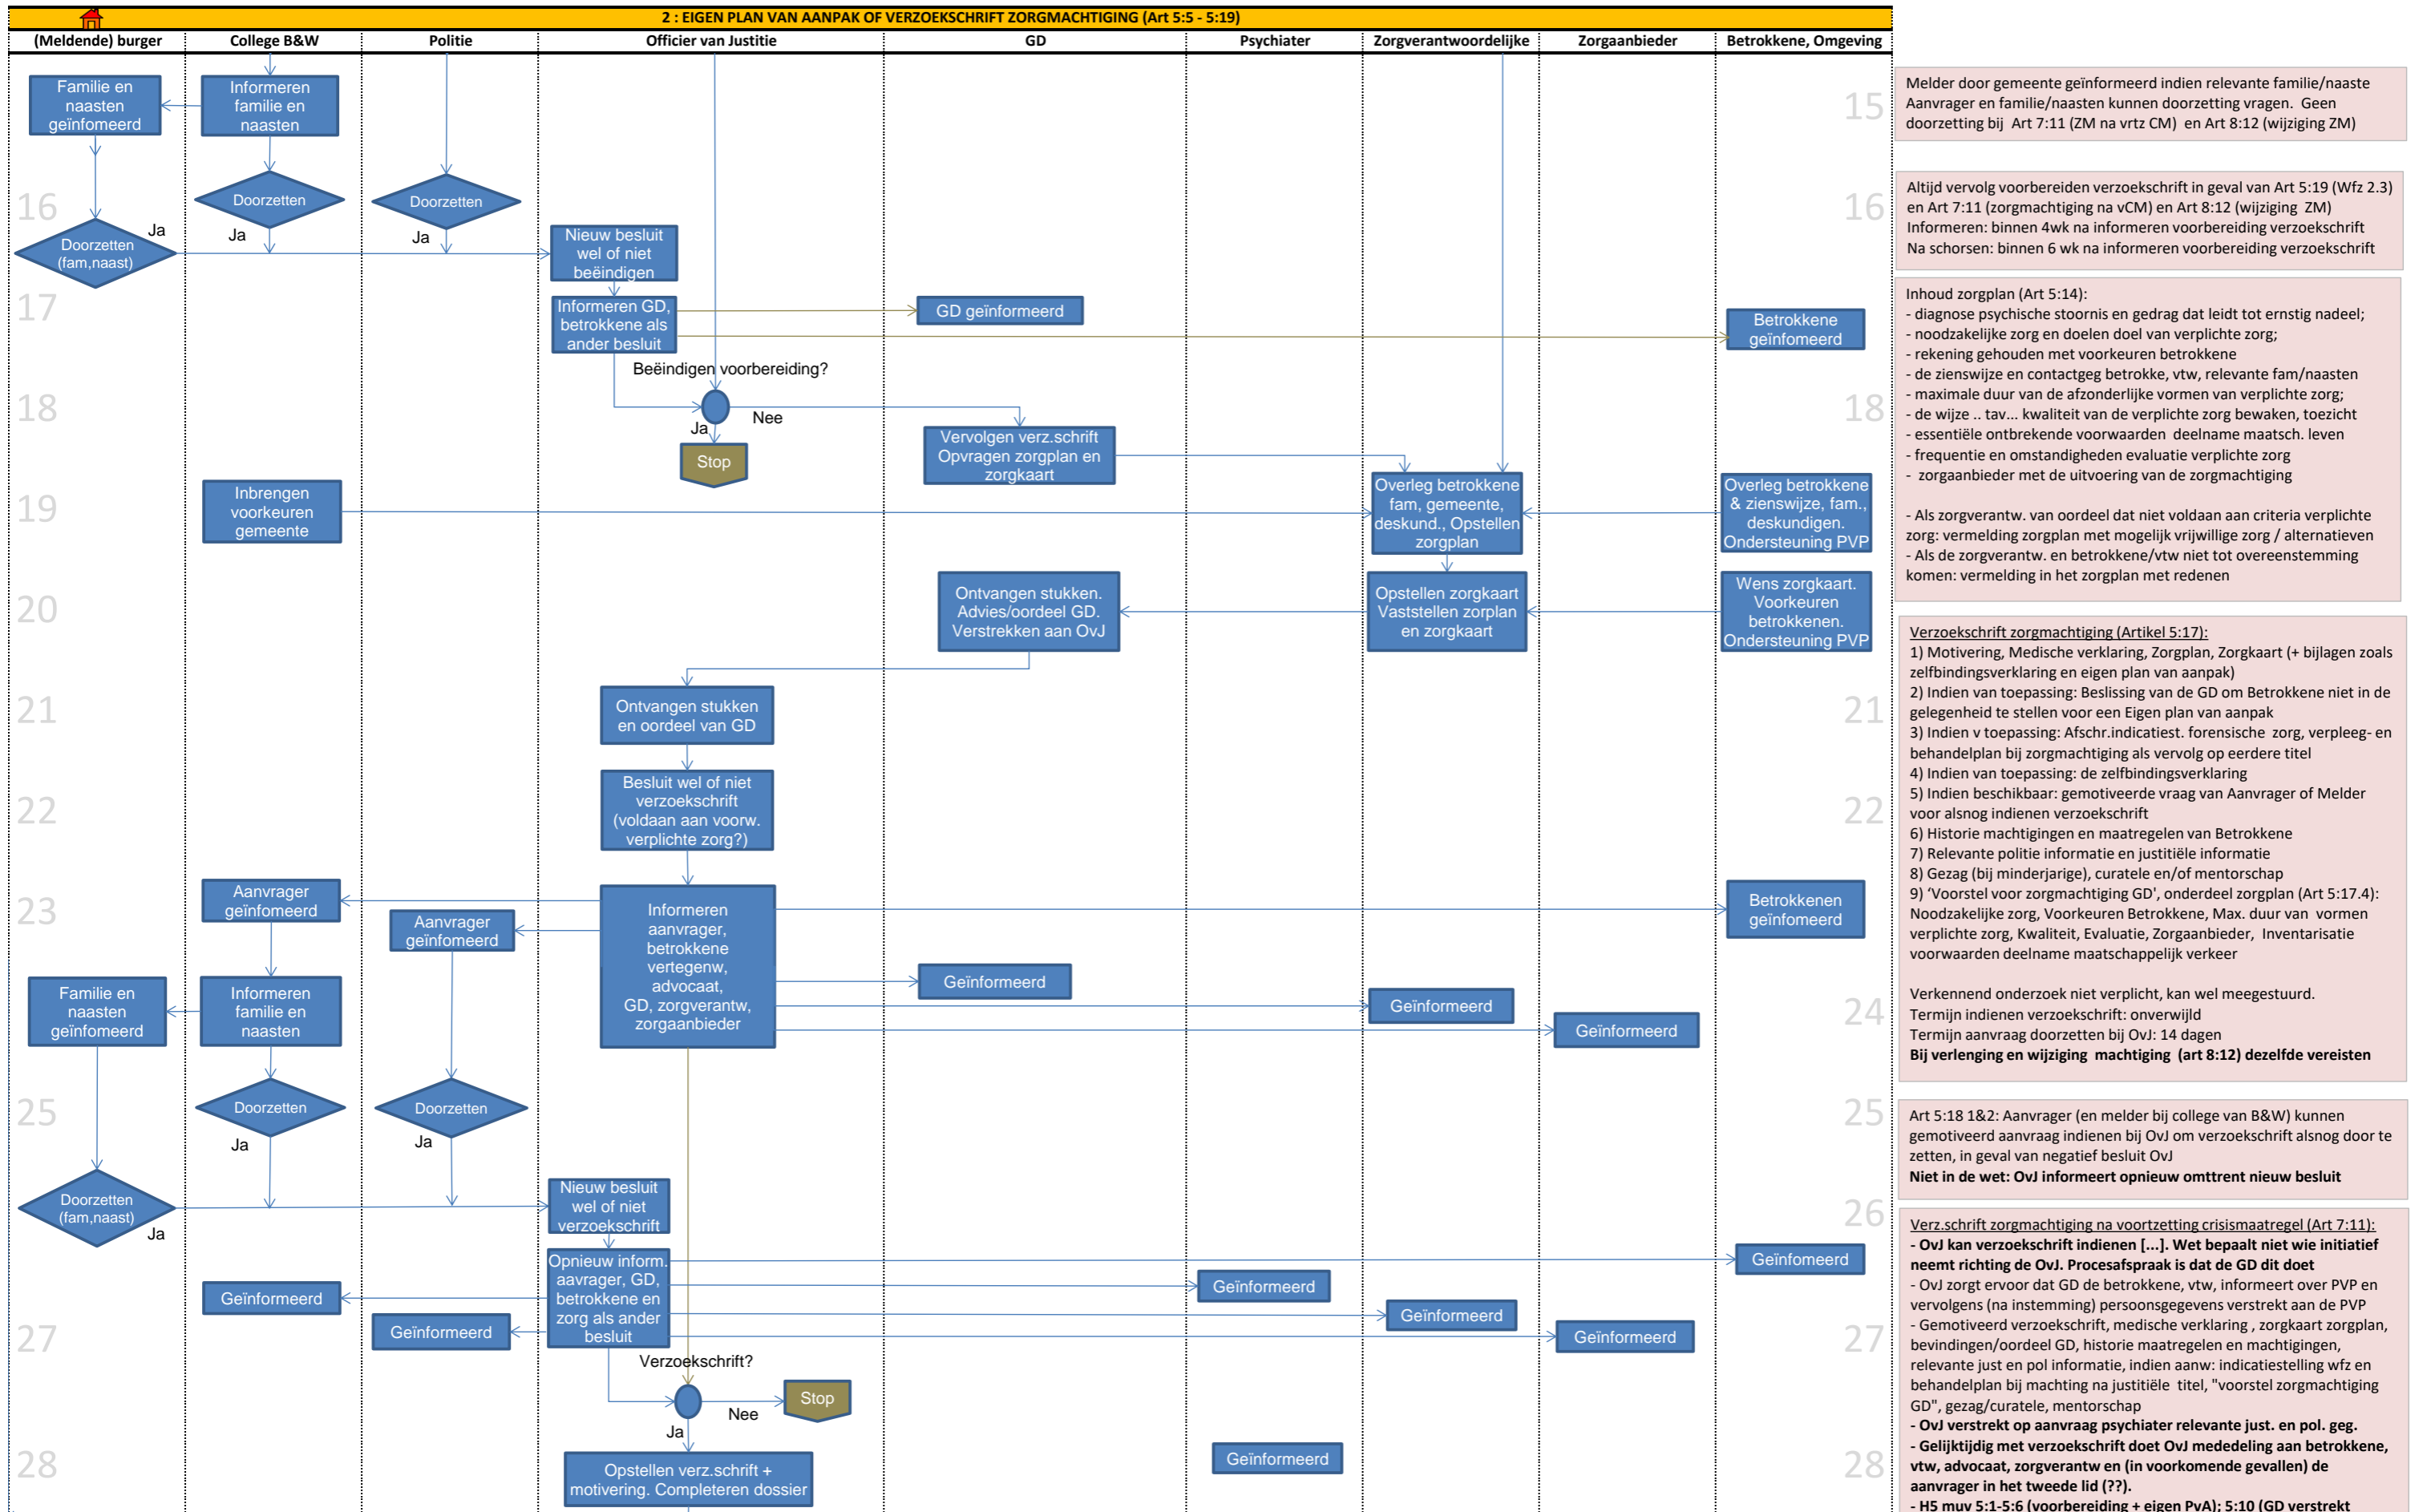 2 : EIGEN PLAN VAN AANPAK OF VERZOEKSCHRIFT ZORGMACHTIGING (Art 5:5 - 5:19)
(Meldende) burger
College B&W
Politie
Officier van Justitie
GD
Psychiater
Zorgverantwoordelijke
Zorgaanbieder
Betrokkene, Omgeving
Familie en
naasten
geïnfomeerd
Informeren
familie en
naasten
15
Melder door gemeente geïnformeerd indien relevante familie/naaste
Aanvrager en familie/naasten kunnen doorzetting vragen. Geen
doorzetting bij Art 7:11 (ZM na vrtz CM) en Art 8:12 (wijziging ZM)
16
Doorzetten
Ja
Doorzetten
Ja
Doorzetten
(fam,naast)
Ja
Nieuw besluit
wel of niet
beëindigen
16
Altijd vervolg voorbereiden verzoekschrift in geval van Art 5:19 (Wfz 2.3)
en Art 7:11 (zorgmachtiging na vCM) en Art 8:12 (wijziging ZM)
Informeren: binnen 4wk na informeren voorbereiding verzoekschrift
Na schorsen: binnen 6 wk na informeren voorbereiding verzoekschrift
17
Informeren GD,
betrokkene als
ander besluit
GD geïnformeerd
Betrokkene
geïnfomeerd
Inhoud zorgplan (Art 5:14):
- diagnose psychische stoornis en gedrag dat leidt tot ernstig nadeel;
- noodzakelijke zorg en doelen doel van verplichte zorg;
- rekening gehouden met voorkeuren betrokkene
- de zienswijze en contactgeg betrokke, vtw, relevante fam/naasten
- maximale duur van de afzonderlijke vormen van verplichte zorg;
- de wijze .. tav... kwaliteit van de verplichte zorg bewaken, toezicht
- essentiële ontbrekende voorwaarden deelname maatsch. leven
- frequentie en omstandigheden evaluatie verplichte zorg
- zorgaanbieder met de uitvoering van de zorgmachtiging
- Als zorgverantw. van oordeel dat niet voldaan aan criteria verplichte
zorg: vermelding zorgplan met mogelijk vrijwillige zorg / alternatieven
- Als de zorgverantw. en betrokkene/vtw niet tot overeenstemming
komen: vermelding in het zorgplan met redenen
Beëindigen voorbereiding?
18
Nee
Ja
Stop
Vervolgen verz.schrift
Opvragen zorgplan en
zorgkaart
18
19
Inbrengen
voorkeuren
gemeente
Overleg betrokkene
fam, gemeente,
deskund., Opstellen
zorgplan
Overleg betrokkene
& zienswijze, fam.,
deskundigen.
Ondersteuning PVP
20
Ontvangen stukken.
Advies/oordeel GD.
Verstrekken aan OvJ
Opstellen zorgkaart
Vaststellen zorplan
en zorgkaart
Wens zorgkaart.
Voorkeuren
betrokkenen.
Ondersteuning PVP
21
Ontvangen stukken
en oordeel van GD
21
Verzoekschrift zorgmachtiging (Artikel 5:17):
1) Motivering, Medische verklaring, Zorgplan, Zorgkaart (+ bijlagen zoals
zelfbindingsverklaring en eigen plan van aanpak)
2) Indien van toepassing: Beslissing van de GD om Betrokkene niet in de
gelegenheid te stellen voor een Eigen plan van aanpak
3) Indien v toepassing: Afschr.indicatiest. forensische zorg, verpleeg- en
behandelplan bij zorgmachtiging als vervolg op eerdere titel
4) Indien van toepassing: de zelfbindingsverklaring
5) Indien beschikbaar: gemotiveerde vraag van Aanvrager of Melder
voor alsnog indienen verzoekschrift
6) Historie machtigingen en maatregelen van Betrokkene
7) Relevante politie informatie en justitiële informatie
8) Gezag (bij minderjarige), curatele en/of mentorschap
9) ‘Voorstel voor zorgmachtiging GD', onderdeel zorgplan (Art 5:17.4):
Noodzakelijke zorg, Voorkeuren Betrokkene, Max. duur van vormen
verplichte zorg, Kwaliteit, Evaluatie, Zorgaanbieder, Inventarisatie
voorwaarden deelname maatschappelijk verkeer
Verkennend onderzoek niet verplicht, kan wel meegestuurd.
Termijn indienen verzoekschrift: onverwijld
Termijn aanvraag doorzetten bij OvJ: 14 dagen
Bij verlenging en wijziging machtiging (art 8:12) dezelfde vereisten
22
Besluit wel of niet
verzoekschrift
(voldaan aan voorw.
verplichte zorg?)
22
23
Aanvrager
geïnfomeerd
Aanvrager
geïnfomeerd
Informeren
aanvrager,
betrokkene
vertegenw,
advocaat,
GD, zorgverantw,
zorgaanbieder
Betrokkenen
geïnfomeerd
Familie en
naasten
geïnfomeerd
Informeren
familie en
naasten
Geïnformeerd
Geïnformeerd
Geïnformeerd
24
25
Doorzetten
Ja
Doorzetten
Ja
25
Art 5:18 1&2: Aanvrager (en melder bij college van B&W) kunnen
gemotiveerd aanvraag indienen bij OvJ om verzoekschrift alsnog door te
zetten, in geval van negatief besluit OvJ
Niet in de wet: OvJ informeert opnieuw omttrent nieuw besluit
Doorzetten
(fam,naast)
Ja
Nieuw besluit
wel of niet
verzoekschrift
26
Opnieuw inform.
aavrager, GD,
betrokkene en
zorg als ander
besluit
Geïnfomeerd
Geïnformeerd
Geïnformeerd
Geïnformeerd
27
Geïnformeerd
Geïnformeerd
27
Verzoekschrift?
Nee
Stop
Ja
28
Opstellen verz.schrift +
motivering. Completeren dossier
Geïnformeerd
28
Verz.schrift zorgmachtiging na voortzetting crisismaatregel (Art 7:11):
- OvJ kan verzoekschrift indienen [...]. Wet bepaalt niet wie initiatief
neemt richting de OvJ. Procesafspraak is dat de GD dit doet
- OvJ zorgt ervoor dat GD de betrokkene, vtw, informeert over PVP en
vervolgens (na instemming) persoonsgegevens verstrekt aan de PVP
- Gemotiveerd verzoekschrift, medische verklaring , zorgkaart zorgplan,
bevindingen/oordeel GD, historie maatregelen en machtigingen,
relevante just en pol informatie, indien aanw: indicatiestelling wfz en
behandelplan bij machting na justitiële titel, "voorstel zorgmachtiging
GD", gezag/curatele, mentorschap
- OvJ verstrekt op aanvraag psychiater relevante just. en pol. geg.
- Gelijktijdig met verzoekschrift doet OvJ mededeling aan betrokkene,
vtw, advocaat, zorgverantw en (in voorkomende gevallen) de
aanvrager in het tweede lid (??).
- H5 muv 5:1-5:6 (voorbereiding + eigen PvA); 5:10 (GD verstrekt